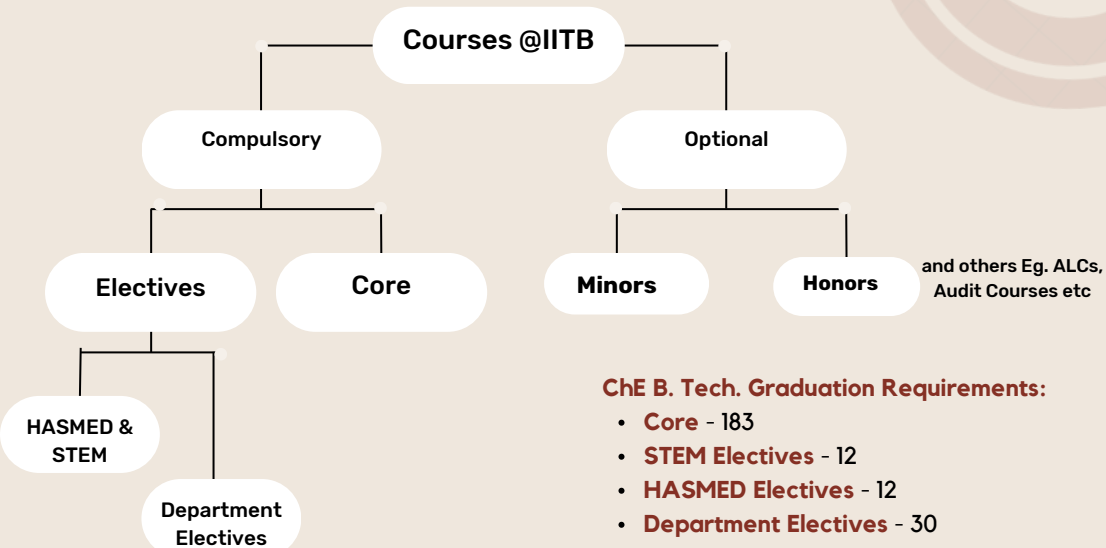 Courses @IITB
Compulsory
Optional
Electives
Core
Minors
Honors
and others Eg. ALCs,
Audit Courses etc
HASMED &
STEM
Department
Electives
ChE B. Tech. Graduation Requirements:
• Core - 183
• STEM Electives - 12
• HASMED Electives - 12
• Department Electives - 30